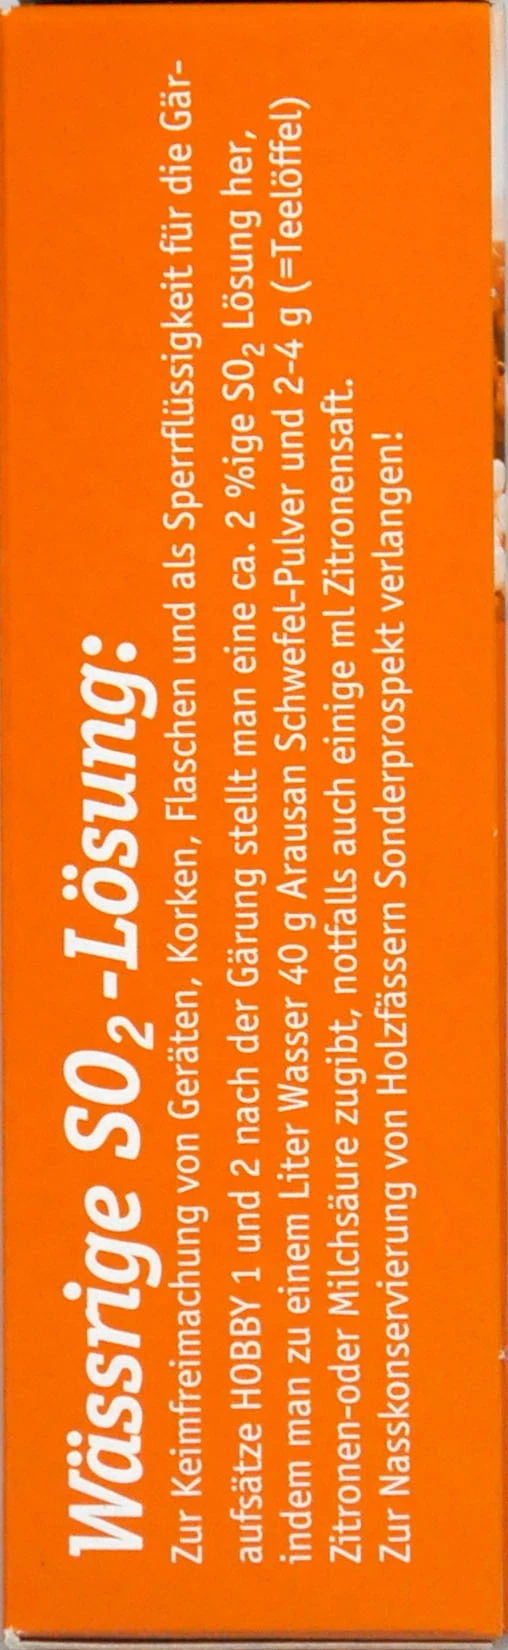 Wässrige SO₂-Lösung:
Zur Keimfreimachung von Geräten, Korken, Flaschen und als Sperrflüssigkeit für die Gär-
aufsätze HOBBY 1 und 2 nach der Gärung stellt man eine ca. 2 %ige SO₂ Lösung her,
indem man zu einem Liter Wasser 40 g Arausan Schwefel-Pulver und 2-4 g (=Teelöffel)
Zitronen-oder Milchsäure zugibt, notfalls auch einige ml Zitronensaft.
Zur Nasskonservierung von Holzfässern Sonderprospekt verlangen!